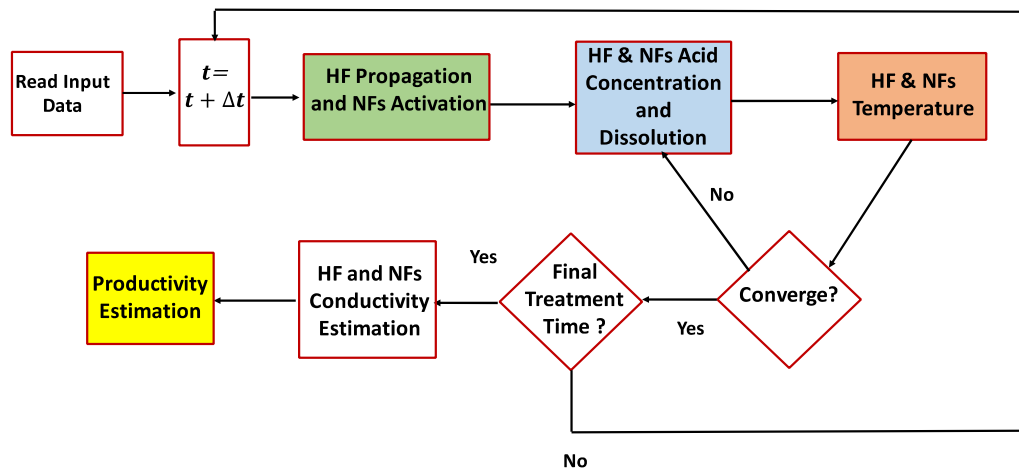 Read Input
Data
t =
t + Δt
HF Propagation
and NFs Activation
HF & NFs Acid
Concentration
and
Dissolution
HF & NFs
Temperature
No
Converge?
Yes
Final
Treatment
Time ?
Yes
No
HF and NFs
Conductivity
Estimation
Productivity
Estimation